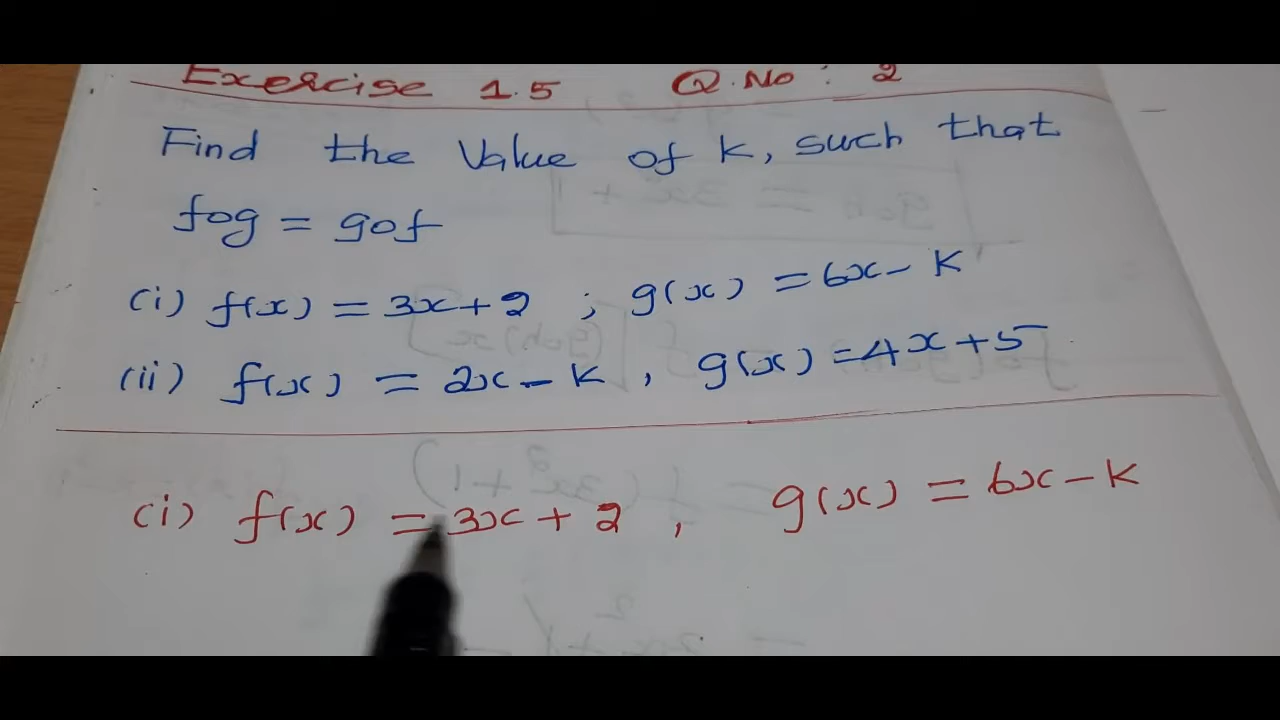 Exercise 1.5 Q.No : 2
Find the Value of k, such that
fog = gof
(i) f(x) = 3x + 2 ; g(x) = 6x - k
(ii) f(x) = 2x - k , g(x) = 4x + 5
(i) f(x) = 3x + 2 , g(x) = 6x - k